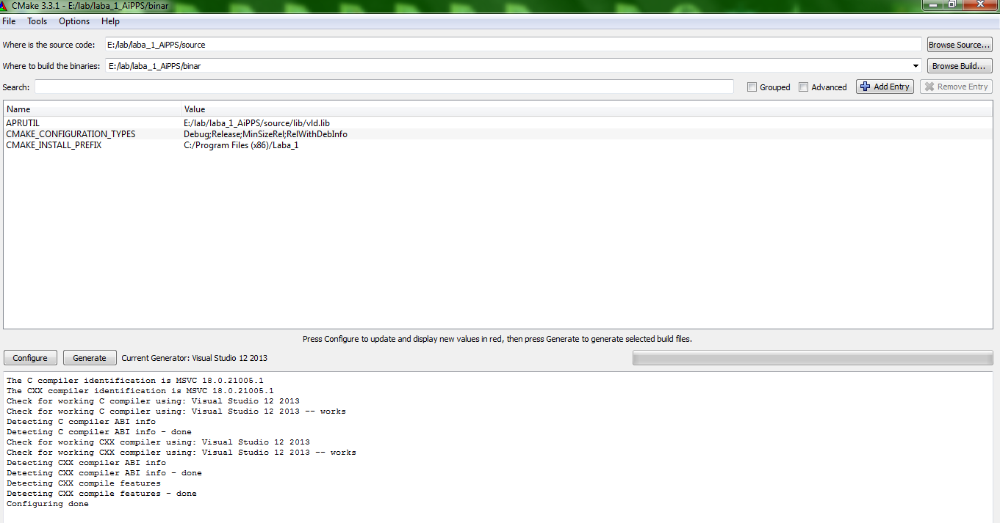 CMake 3.3.1 - E:/lab/laba_1_AiPPS/binar
File Tools Options Help
Where is the source code: E:/lab/laba_1_AiPPS/source Browse Source...
Where to build the binaries: E:/lab/laba_1_AiPPS/binar Browse Build...
Search: Grouped Advanced Add Entry Remove Entry
Name Value
APRUTIL E:/lab/laba_1_AiPPS/source/lib/vld.lib
CMAKE_CONFIGURATION_TYPES Debug;Release;MinSizeRel;RelWithDebInfo
CMAKE_INSTALL_PREFIX C:/Program Files (x86)/Laba_1
Press Configure to update and display new values in red, then press Generate to generate selected build files.
Configure Generate Current Generator: Visual Studio 12 2013
The C compiler identification is MSVC 18.0.21005.1
The CXX compiler identification is MSVC 18.0.21005.1
Check for working C compiler using: Visual Studio 12 2013
Check for working C compiler using: Visual Studio 12 2013 -- works
Detecting C compiler ABI info
Detecting C compiler ABI info - done
Check for working CXX compiler using: Visual Studio 12 2013
Check for working CXX compiler using: Visual Studio 12 2013 -- works
Detecting CXX compiler ABI info
Detecting CXX compiler ABI info - done
Detecting CXX compile features
Detecting CXX compile features - done
Configuring done